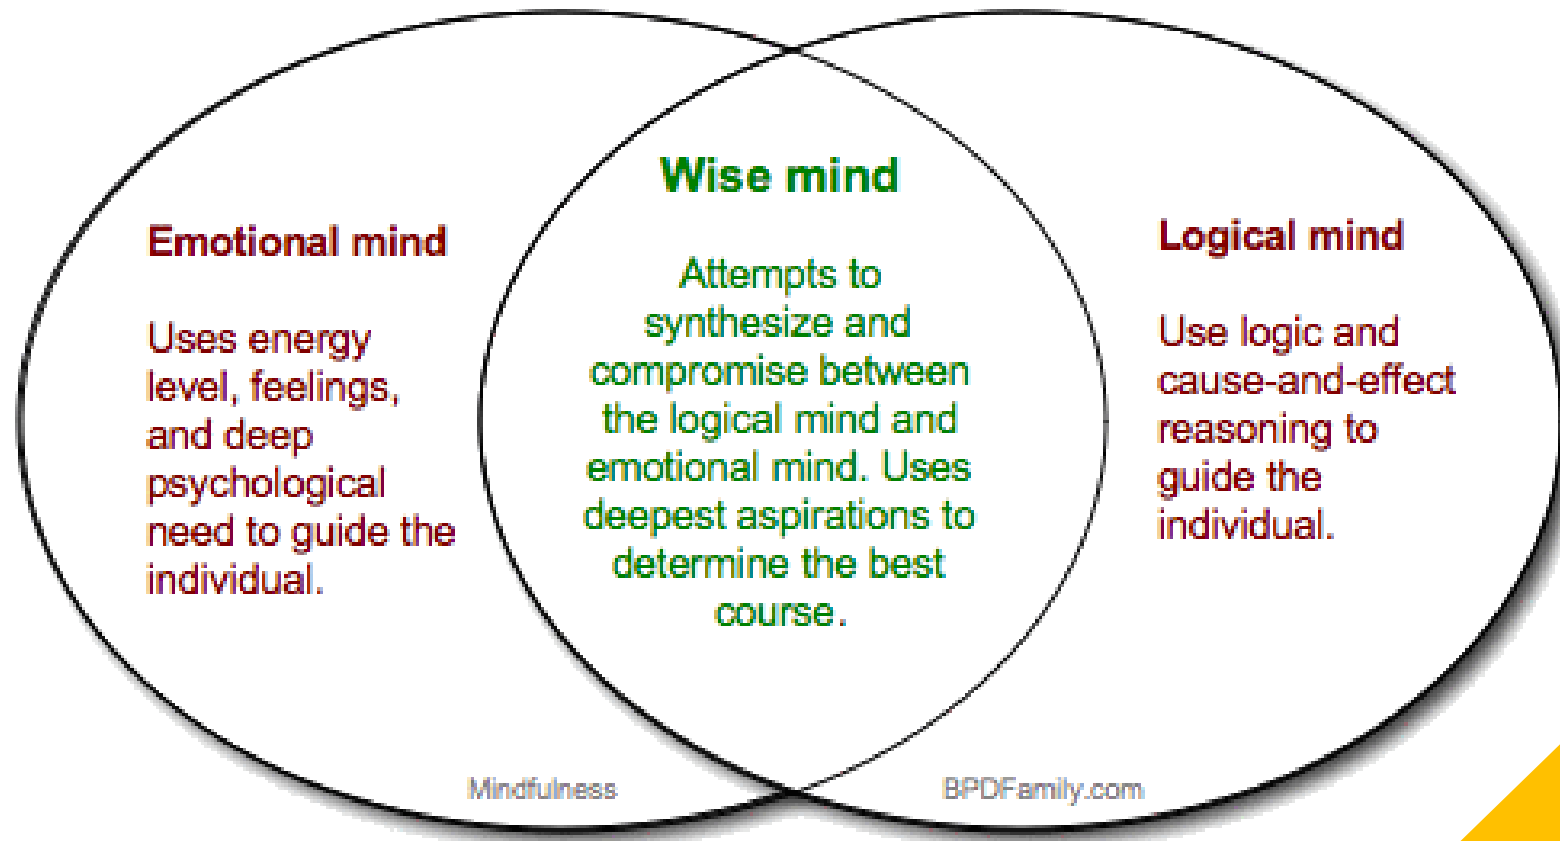 Emotional mind
Uses energy
level, feelings,
and deep
psychological
need to guide the
individual.
Wise mind
Attempts to
synthesize and
compromise between
the logical mind and
emotional mind. Uses
deepest aspirations to
determine the best
course.
Logical mind
Use logic and
cause-and-effect
reasoning to
guide the
individual.
Mindfulness
BPDFamily.com